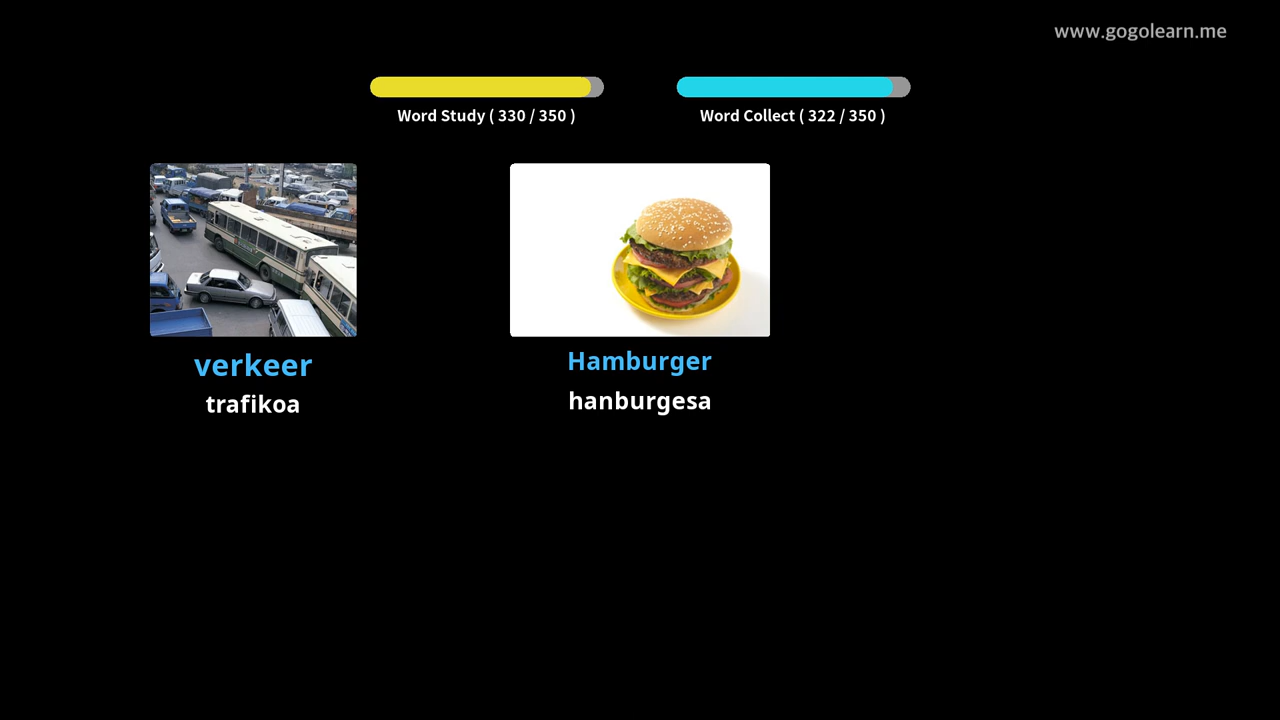 www.gogolearn.me
Word Study ( 330 / 350 )
Word Collect ( 322 / 350 )
verkeer
trafikoa
Hamburger
hanburgesa